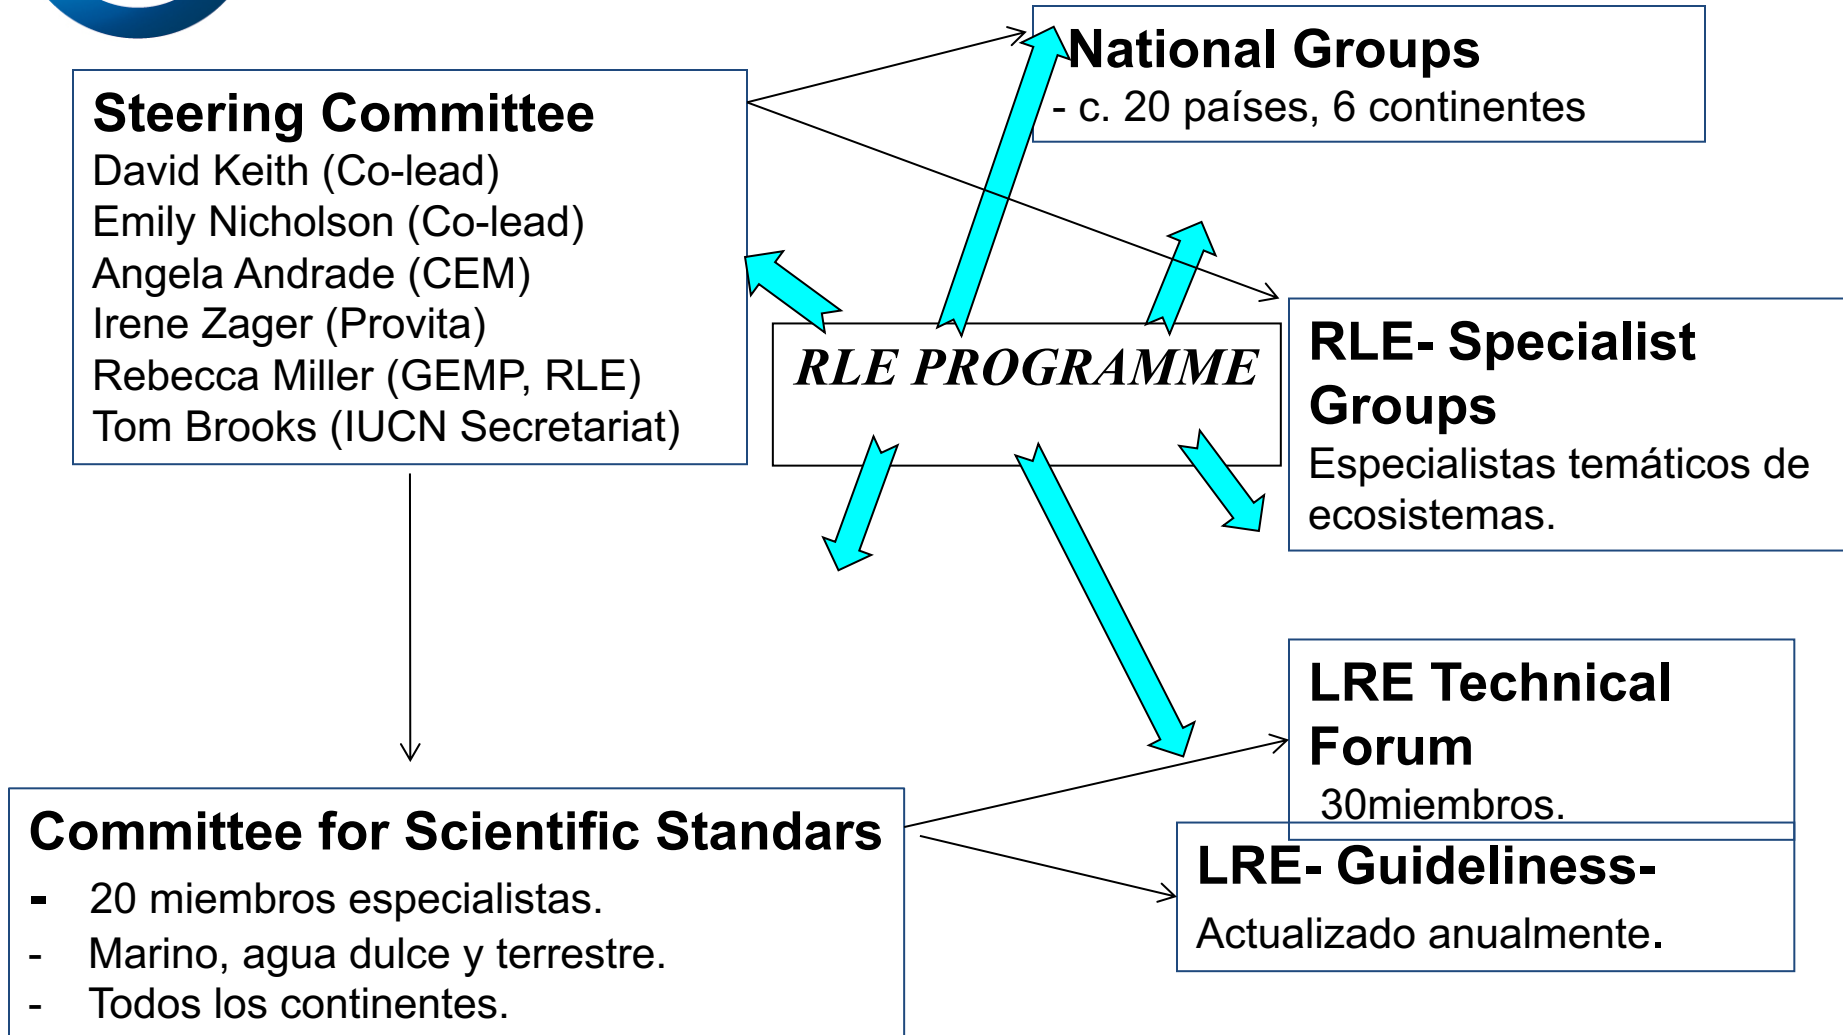 Steering Committee
David Keith (Co-lead)
Emily Nicholson (Co-lead)
Angela Andrade (CEM)
Irene Zager (Provita)
Rebecca Miller (GEMP, RLE)
Tom Brooks (IUCN Secretariat)
National Groups
- c. 20 países, 6 continentes
RLE PROGRAMME
RLE- Specialist
Groups
Especialistas temáticos de
ecosistemas.
LRE Technical
Forum
30miembros.
LRE- Guideliness-
Actualizado anualmente.
Committee for Scientific Standars
- 20 miembros especialistas.
- Marino, agua dulce y terrestre.
- Todos los continentes.